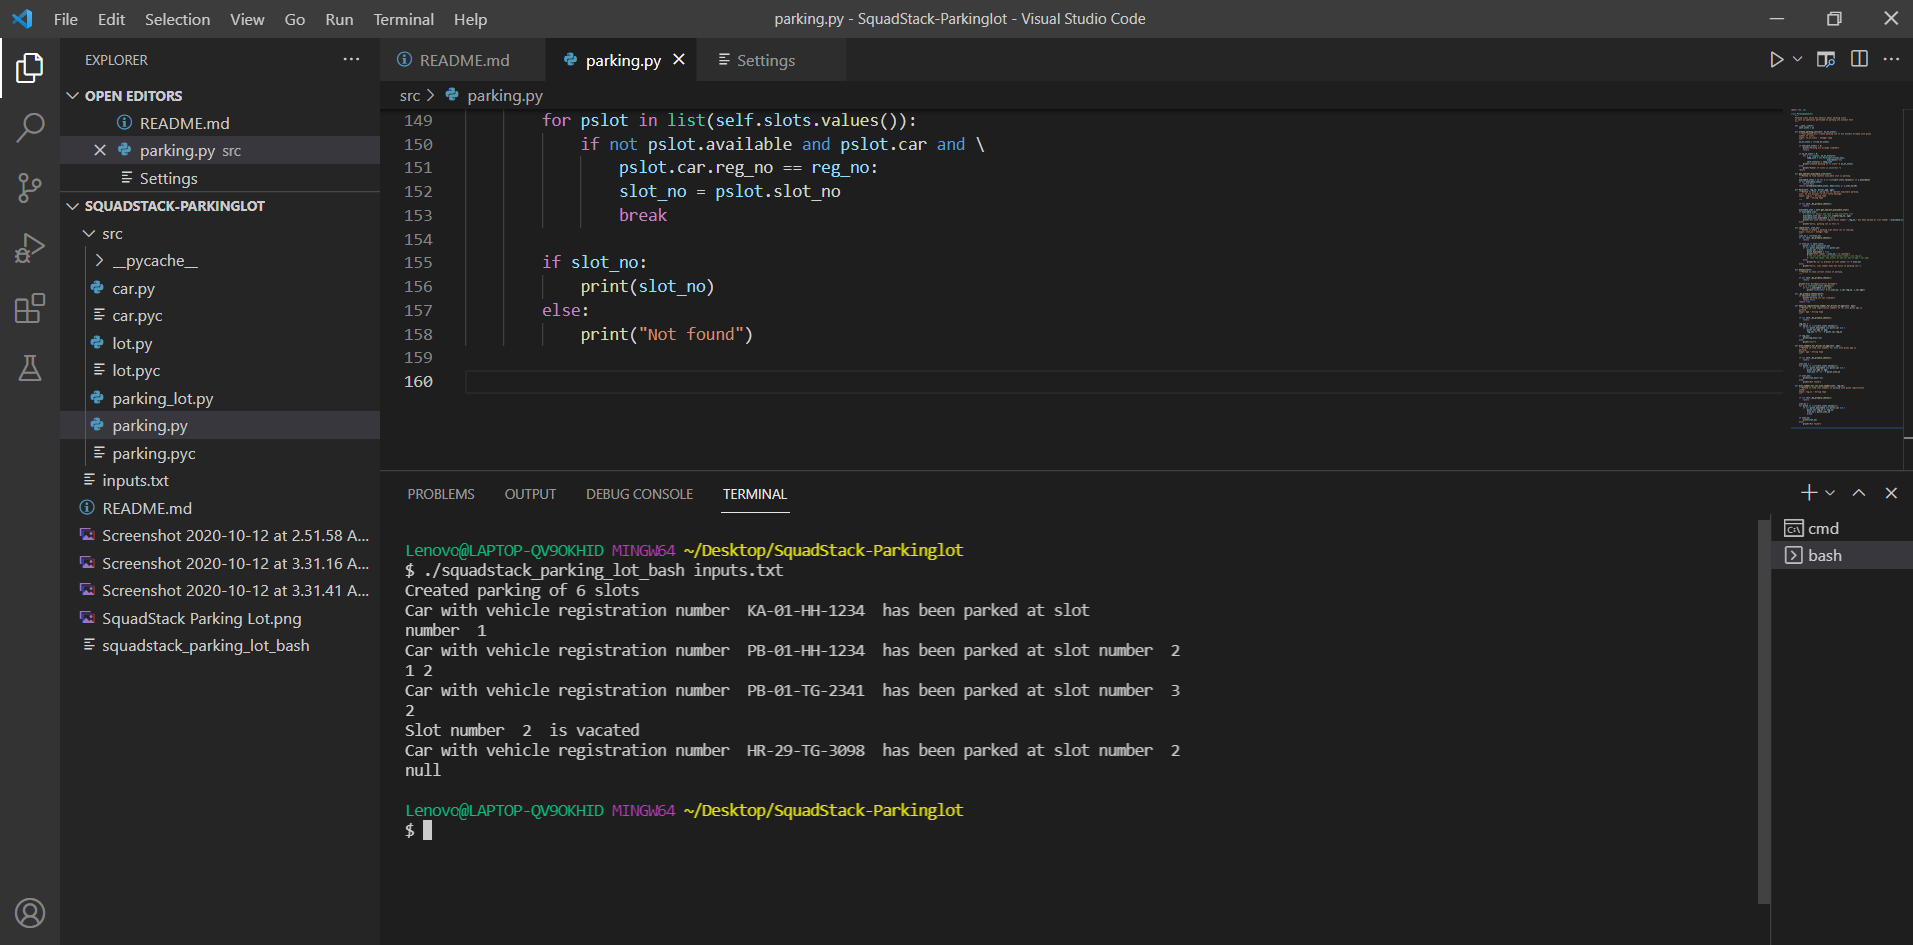 File Edit Selection View Go Run Terminal Help
parking.py - SquadStack-Parkinglot - Visual Studio Code
EXPLORER
OPEN EDITORS
README.md
parking.py src
Settings
SQUADSTACK-PARKINGLOT
src
__pycache__
car.py
car.pyc
lot.py
lot.pyc
parking_lot.py
parking.py
parking.pyc
inputs.txt
README.md
Screenshot 2020-10-12 at 2.51.58 A...
Screenshot 2020-10-12 at 3.31.16 A...
Screenshot 2020-10-12 at 3.31.41 A...
SquadStack Parking Lot.png
squadstack_parking_lot_bash
README.md parking.py Settings
src > parking.py
149 for pslot in list(self.slots.values()):
150 if not pslot.available and pslot.car and \
151 pslot.car.reg_no == reg_no:
152 slot_no = pslot.slot_no
153 break
154
155 if slot_no:
156 print(slot_no)
157 else:
158 print("Not found")
159
160
PROBLEMS OUTPUT DEBUG CONSOLE TERMINAL
Lenovo@LAPTOP-QV9OKHID MINGW64 ~/Desktop/SquadStack-Parkinglot
$ ./squadstack_parking_lot_bash inputs.txt
Created parking of 6 slots
Car with vehicle registration number  KA-01-HH-1234  has been parked at slot
number  1
Car with vehicle registration number  PB-01-HH-1234  has been parked at slot number  2
1 2
Car with vehicle registration number  PB-01-TG-2341  has been parked at slot number  3
2
Slot number  2  is vacated
Car with vehicle registration number  HR-29-TG-3098  has been parked at slot number  2
null
Lenovo@LAPTOP-QV9OKHID MINGW64 ~/Desktop/SquadStack-Parkinglot
$
cmd
bash